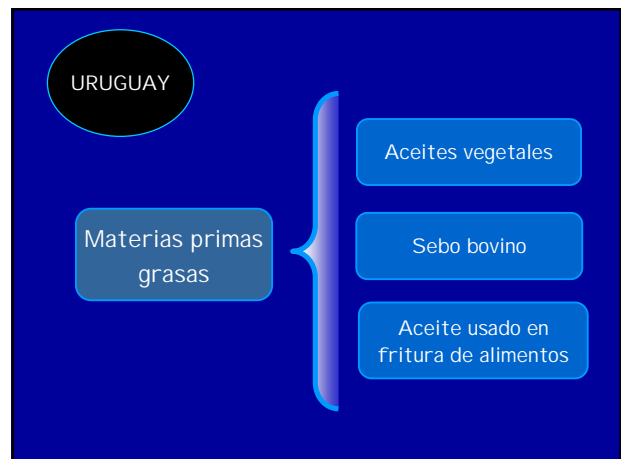 URUGUAY
Aceites vegetales
Materias primas
grasas
Sebo bovino
Aceite usado en
fritura de alimentos